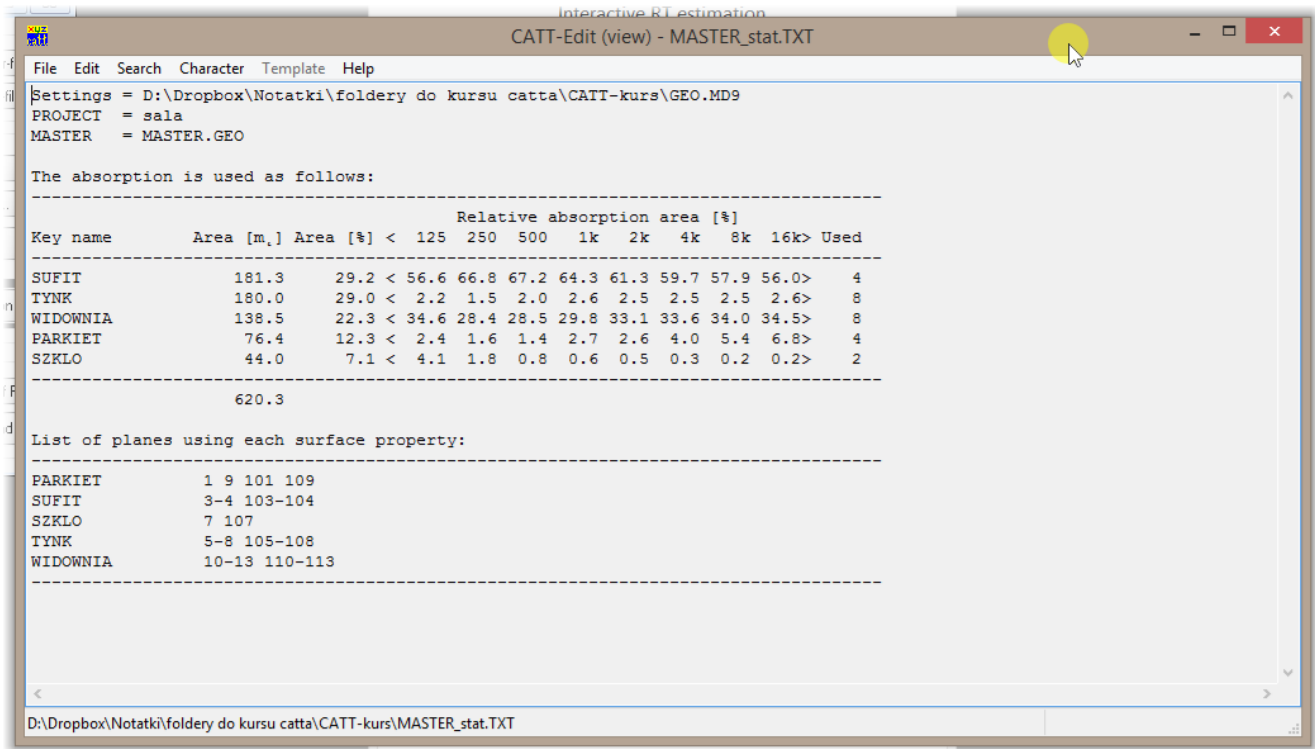 Interactive RT estimation
CATT-Edit (view) - MASTER_stat.TXT
File Edit Search Character Template Help
Settings = D:\Dropbox\Notatki\foldery do kursu catta\CATT-kurs\GEO.MD9
PROJECT = sala
MASTER = MASTER.GEO
The absorption is used as follows:
--------------------------------------------------------------------------------
Relative absorption area [%]
Key name Area [m˛] Area [%] < 125 250 500 1k 2k 4k 8k 16k> Used
--------------------------------------------------------------------------------
SUFIT 181.3 29.2 < 56.6 66.8 67.2 64.3 61.3 59.7 57.9 56.0> 4
TYNK 180.0 29.0 < 2.2 1.5 2.0 2.6 2.5 2.5 2.5 2.6> 8
WIDOWNIA 138.5 22.3 < 34.6 28.4 28.5 29.8 33.1 33.6 34.0 34.5> 8
PARKIET 76.4 12.3 < 2.4 1.6 1.4 2.7 2.6 4.0 5.4 6.8> 4
SZKLO 44.0 7.1 < 4.1 1.8 0.8 0.6 0.5 0.3 0.2 0.2> 2
--------------------------------------------------------------------------------
620.3
List of planes using each surface property:
--------------------------------------------------------------------------------
PARKIET 1 9 101 109
SUFIT 3-4 103-104
SZKLO 7 107
TYNK 5-8 105-108
WIDOWNIA 10-13 110-113
--------------------------------------------------------------------------------
D:\Dropbox\Notatki\foldery do kursu catta\CATT-kurs\MASTER_stat.TXT